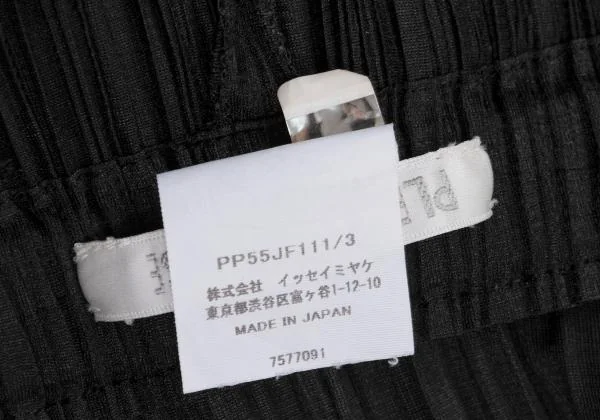 PP55JF111/3
株式会社 イッセイミヤケ
東京都渋谷区富ケ谷1-12-10
MADE IN JAPAN
7577091
PL